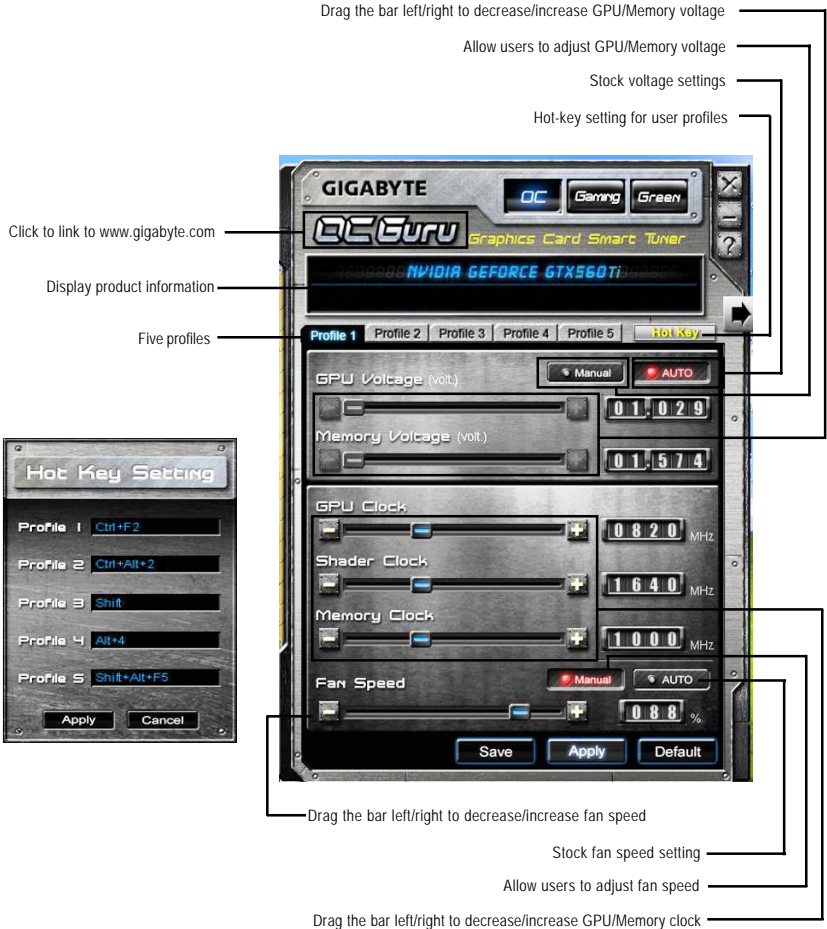 Drag the bar left/right to decrease/increase GPU/Memory voltage
Allow users to adjust GPU/Memory voltage
Stock voltage settings
Hot-key setting for user profiles
GIGABYTE
OC Gaming Green
Click to link to www.gigabyte.com
OC Guru Graphics Card Smart Tuner
?
NVIDIA GEFORCE GTX560Ti
Display product information
Five profiles
Profile 1 Profile 2 Profile 3 Profile 4 Profile 5 Hot Key
GPU Voltage (volt.) Manual AUTO
01.029
Memory Voltage (volt.)
01.574
Hot Key Setting
Profile 1 Ctrl+F2
Profile 2 Ctrl+Alt+2
Profile 3 Shift
Profile 4 Alt+4
Profile 5 Shift+Alt+F5
Apply Cancel
GPU Clock
0820 MHz
Shader Clock
1640 MHz
Memory Clock
1000 MHz
Fan Speed Manual AUTO
088 %
Save Apply Default
Drag the bar left/right to decrease/increase fan speed
Stock fan speed setting
Allow users to adjust fan speed
Drag the bar left/right to decrease/increase GPU/Memory clock